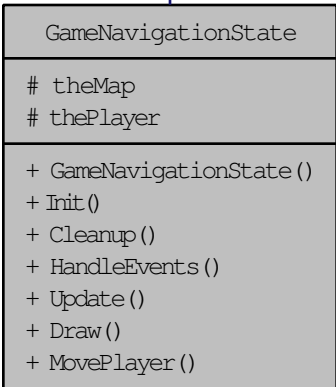 GameNavigationState
# theMap
# thePlayer
+ GameNavigationState()
+ Init()
+ Cleanup()
+ HandleEvents()
+ Update()
+ Draw()
+ MovePlayer()